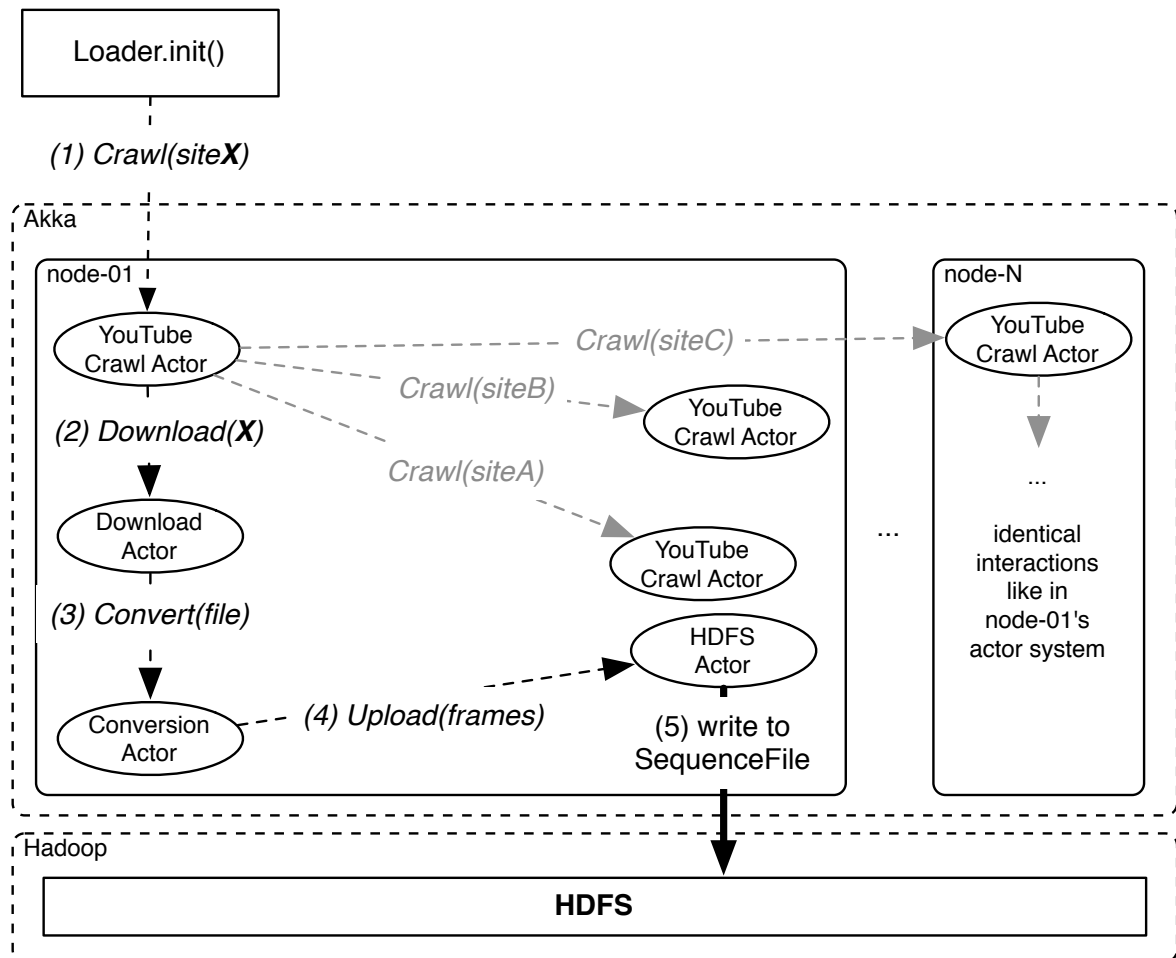 Loader.init()
(1) Crawl(siteX)
Akka
node-01
node-N
YouTube
Crawl Actor
Crawl(siteC)
YouTube
Crawl Actor
Crawl(siteB)
YouTube
Crawl Actor
(2) Download(X)
Crawl(siteA)
...
Download
Actor
YouTube
Crawl Actor
...
identical
interactions
like in
node-01's
actor system
(3) Convert(file)
HDFS
Actor
(4) Upload(frames)
Conversion
Actor
(5) write to
SequenceFile
Hadoop
HDFS